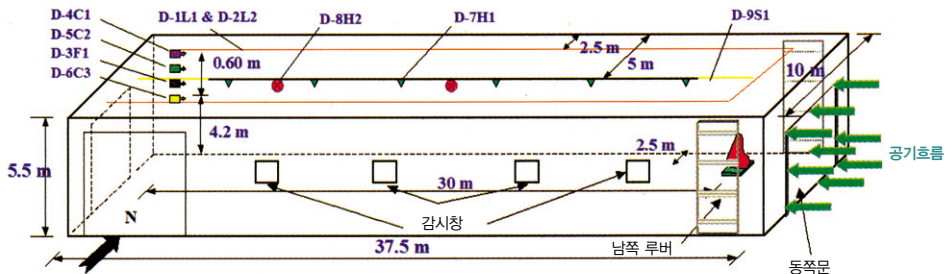 D-4C1
D-1L1 & D-2L2
D-8H2
D-7H1
D-9S1
D-5C2
D-3F1
D-6C3
0.60 m
2.5 m
5 m
10 m
4.2 m
5.5 m
2.5 m
공기흐름
30 m
N
감시창
37.5 m
남쪽 루버
동쪽문